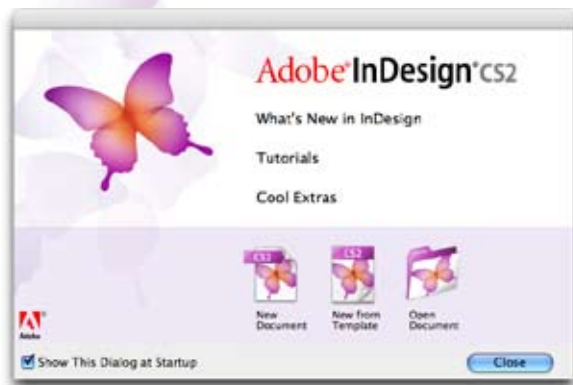 Adobe® InDesign® CS2
What's New in InDesign
Tutorials
Cool Extras
CS2
CS2
New
Document
New from
Template
Open
Document
Adobe
Show This Dialog at Startup
Close